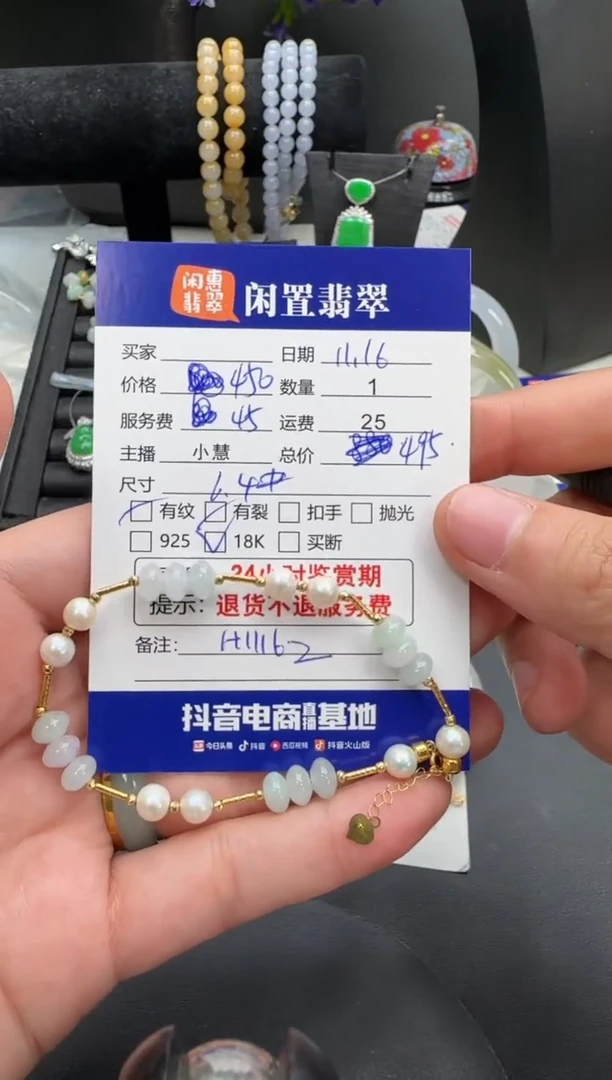 闲惠翡翠 闲置翡翠
买家 日期 11.16
价格 450 数量 1
服务费 45 运费 25
主播 小慧 总价 495
尺寸
有纹 有裂 扣手 抛光
925 18K 买断
24小时鉴赏期
提示：退货不退服务费
备注：H11162
抖音电商直播基地
今日头条 抖音 西瓜视频 抖音火山版